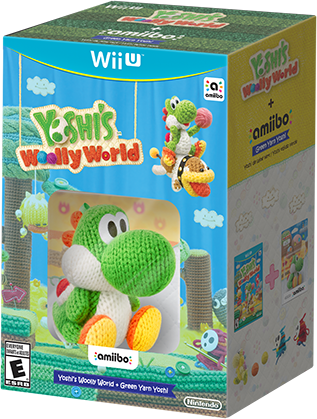 Wii U
amiibo
Yoshi's
Woolly World
amiibo
Yoshi's Woolly World + Green Yarn Yoshi
EVERYONE
E
ESRB
Nintendo
Yoshi's
Woolly World
+
amiibo
Green Yarn Yoshi
+
amiibo